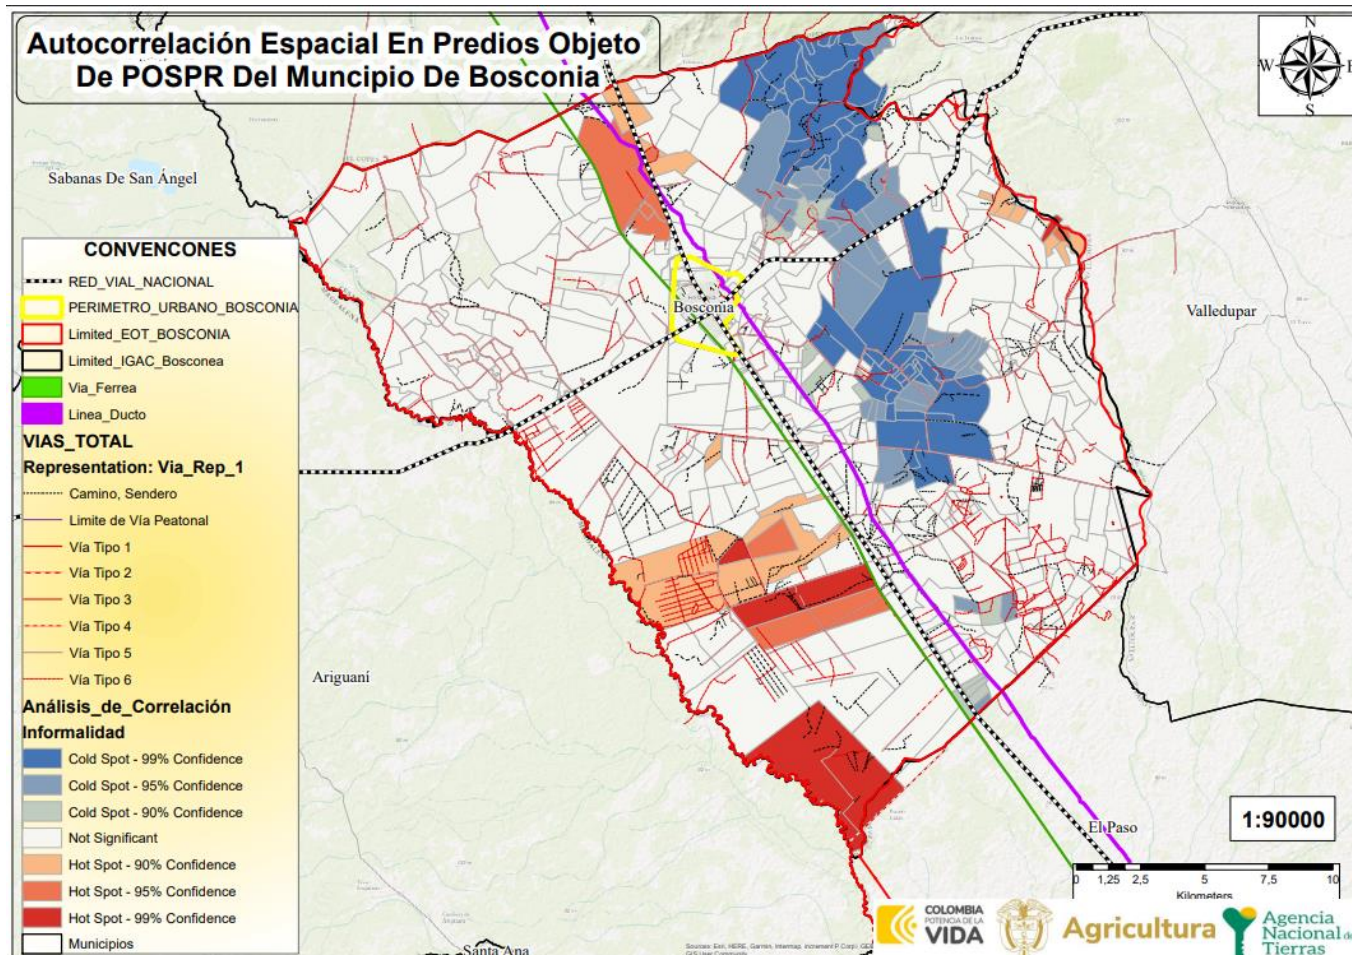 Autocorrelación Espacial En Predios Objeto
De POSPR Del Muncipio De Bosconia
N
W
E
S
Sabanas De San Ángel
CONVENCONES
RED_VIAL_NACIONAL
PERIMETRO_URBANO_BOSCONIA
Limited_EOT_BOSCONIA
Limited_IGAC_Bosconea
Via_Ferrea
Linea_Ducto
VIAS_TOTAL
Representation: Via_Rep_1
Camino, Sendero
Limite de Vía Peatonal
Vía Tipo 1
Vía Tipo 2
Vía Tipo 3
Vía Tipo 4
Vía Tipo 5
Vía Tipo 6
Análisis_de_Correlación
Informalidad
Cold Spot - 99% Confidence
Cold Spot - 95% Confidence
Cold Spot - 90% Confidence
Not Significant
Hot Spot - 90% Confidence
Hot Spot - 95% Confidence
Hot Spot - 99% Confidence
Municipios
Bosconia
Valledupar
Ariguaní
El Paso
Santa Ana
1:90000
0 1,25 2,5 5 7,5 10
Kilometers
COLOMBIA
POTENCIA DE LA
VIDA
Agricultura
Agencia
Nacional de
Tierras